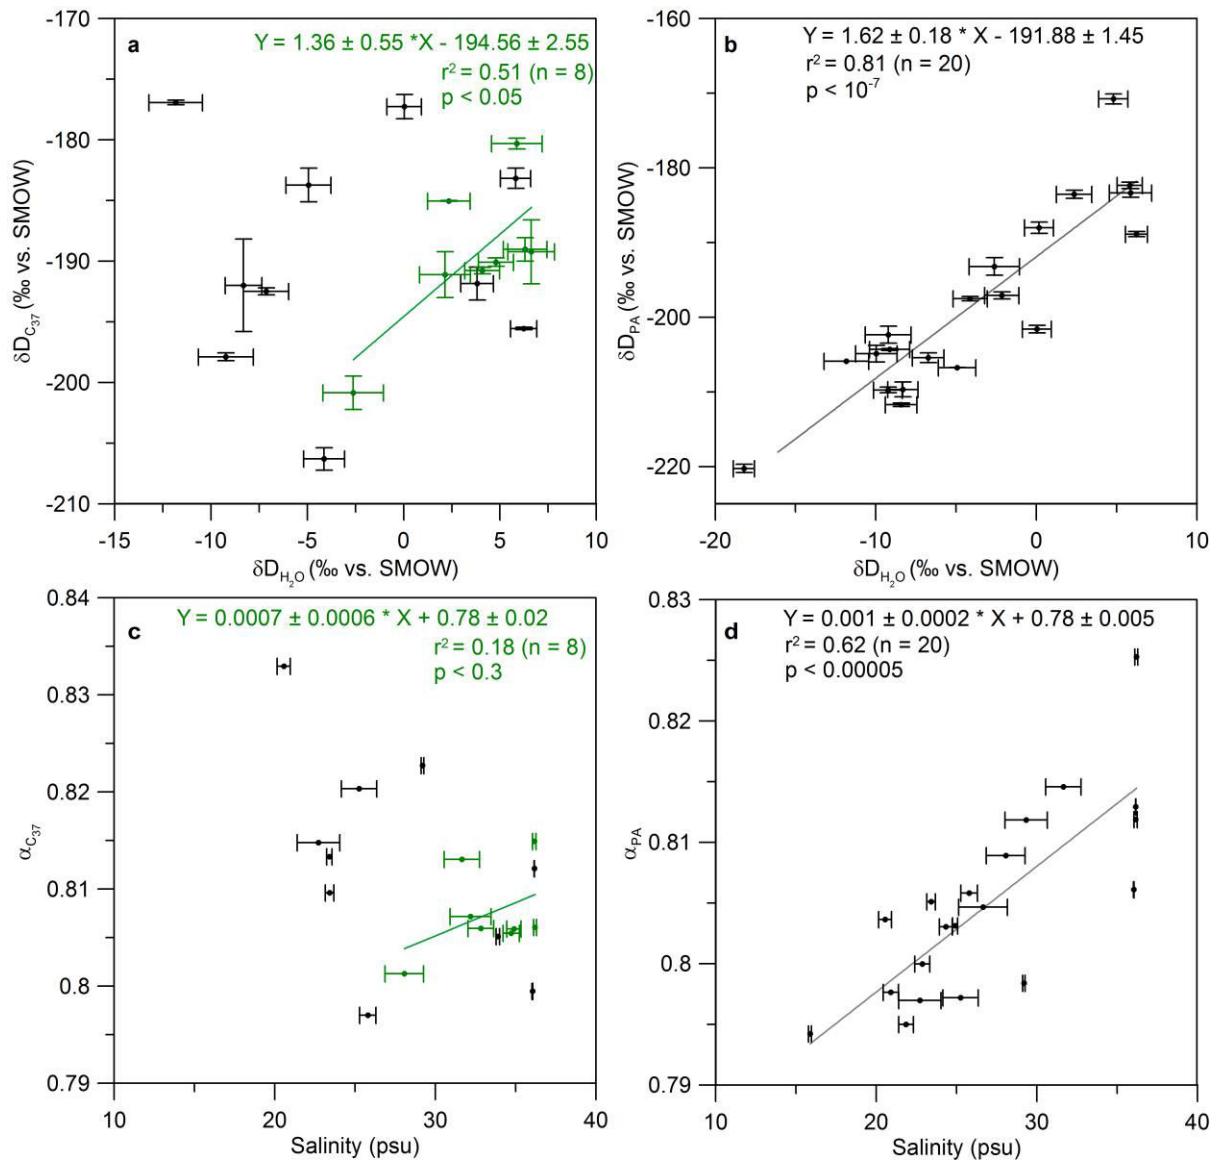 a
Y = 1.36 ± 0.55 *X - 194.56 ± 2.55
r² = 0.51 (n = 8)
p < 0.05
-170
-180
-190
-200
-210
δD_C37 (‰ vs. SMOW)
-15
-10
-5
0
5
10
δD_H2O (‰ vs. SMOW)
b
Y = 1.62 ± 0.18 * X - 191.88 ± 1.45
r² = 0.81 (n = 20)
p < 10⁻⁷
-160
-180
-200
-220
δD_PA (‰ vs. SMOW)
-20
-10
0
10
δD_H2O (‰ vs. SMOW)
c
Y = 0.0007 ± 0.0006 * X + 0.78 ± 0.02
r² = 0.18 (n = 8)
p < 0.3
0.84
0.83
0.82
0.81
0.8
0.79
α_C37
10
20
30
40
Salinity (psu)
d
Y = 0.001 ± 0.0002 * X + 0.78 ± 0.005
r² = 0.62 (n = 20)
p < 0.00005
0.83
0.82
0.81
0.8
0.79
α_PA
10
20
30
40
Salinity (psu)